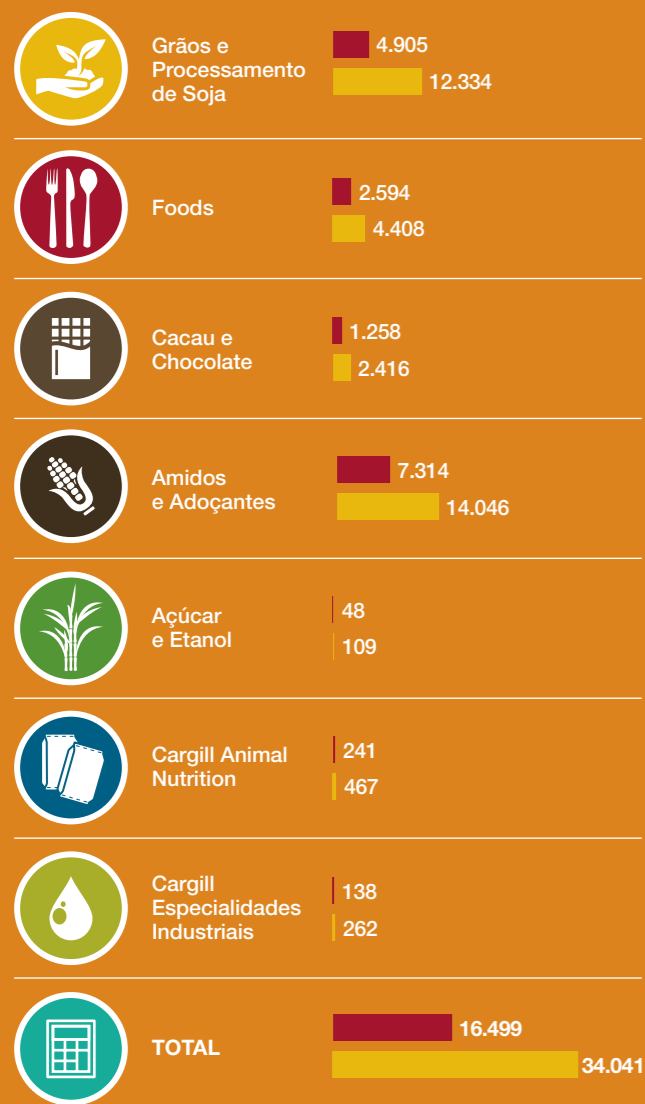 Grãos e
Processamento
de Soja
4.905
12.334
Foods
2.594
4.408
Cacau e
Chocolate
1.258
2.416
Amidos
e Adoçantes
7.314
14.046
Açúcar
e Etanol
48
109
Cargill Animal
Nutrition
241
467
Cargill
Especialidades
Industriais
138
262
TOTAL
16.499
34.041